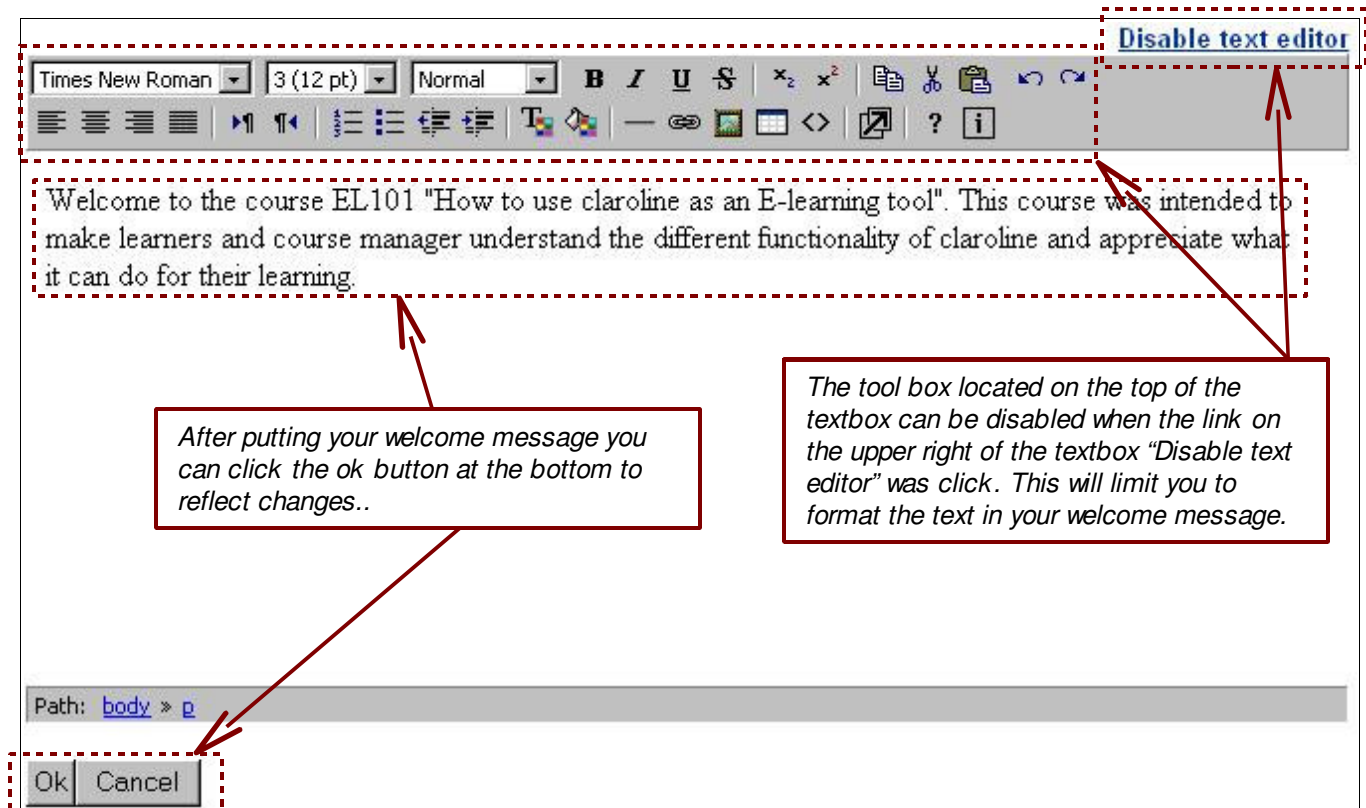 Disable text editor
Times New Roman 3 (12 pt) Normal B I U S x₂ x²
? i
Welcome to the course EL101 "How to use claroline as an E-learning tool". This course was intended to
make learners and course manager understand the different functionality of claroline and appreciate what
it can do for their learning.
The tool box located on the top of the
textbox can be disabled when the link on
the upper right of the textbox “Disable text
editor” was click. This will limit you to
format the text in your welcome message.
After putting your welcome message you
can click the ok button at the bottom to
reflect changes..
Path: body » p
Ok Cancel